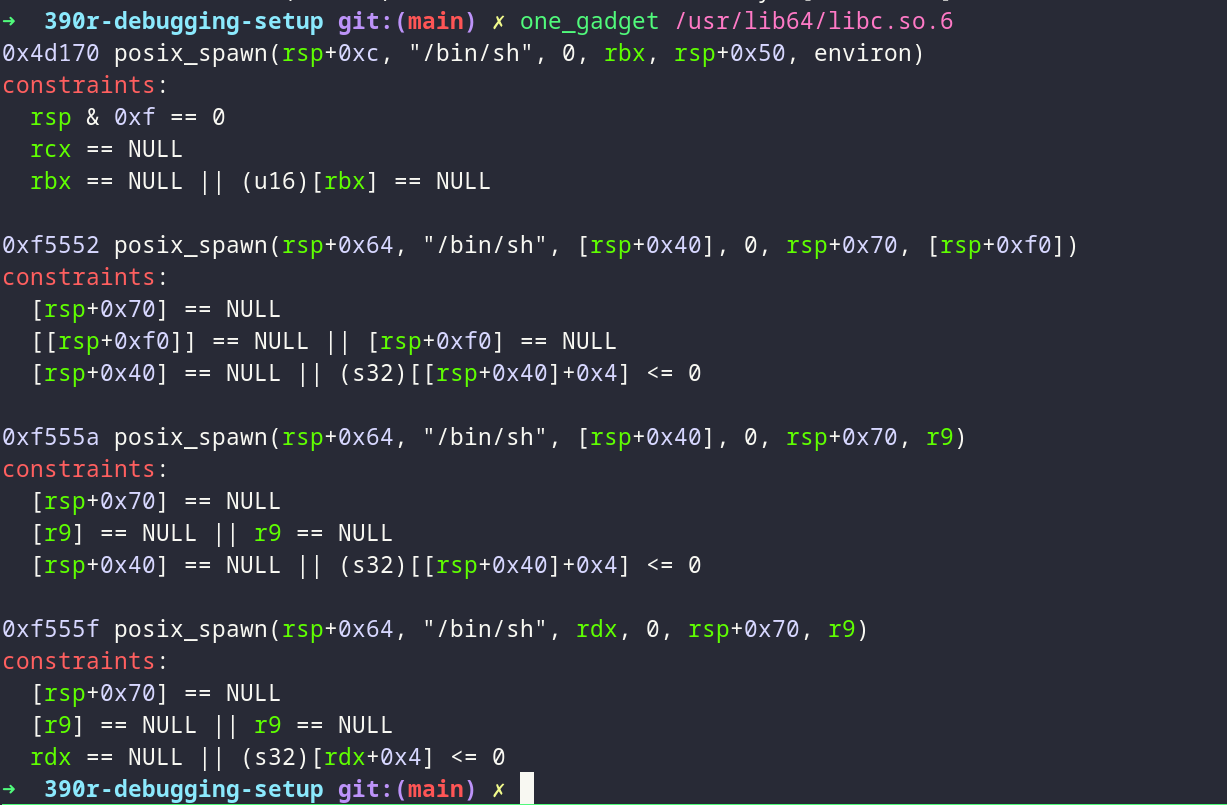 ➜  390r-debugging-setup git:(main) ✗ one_gadget /usr/lib64/libc.so.6
0x4d170 posix_spawn(rsp+0xc, "/bin/sh", 0, rbx, rsp+0x50, environ)
constraints:
  rsp & 0xf == 0
  rcx == NULL
  rbx == NULL || (u16)[rbx] == NULL

0xf5552 posix_spawn(rsp+0x64, "/bin/sh", [rsp+0x40], 0, rsp+0x70, [rsp+0xf0])
constraints:
  [rsp+0x70] == NULL
  [[rsp+0xf0]] == NULL || [rsp+0xf0] == NULL
  [rsp+0x40] == NULL || (s32)[[rsp+0x40]+0x4] <= 0

0xf555a posix_spawn(rsp+0x64, "/bin/sh", [rsp+0x40], 0, rsp+0x70, r9)
constraints:
  [rsp+0x70] == NULL
  [r9] == NULL || r9 == NULL
  [rsp+0x40] == NULL || (s32)[[rsp+0x40]+0x4] <= 0

0xf555f posix_spawn(rsp+0x64, "/bin/sh", rdx, 0, rsp+0x70, r9)
constraints:
  [rsp+0x70] == NULL
  [r9] == NULL || r9 == NULL
  rdx == NULL || (s32)[rdx+0x4] <= 0
➜  390r-debugging-setup git:(main) ✗